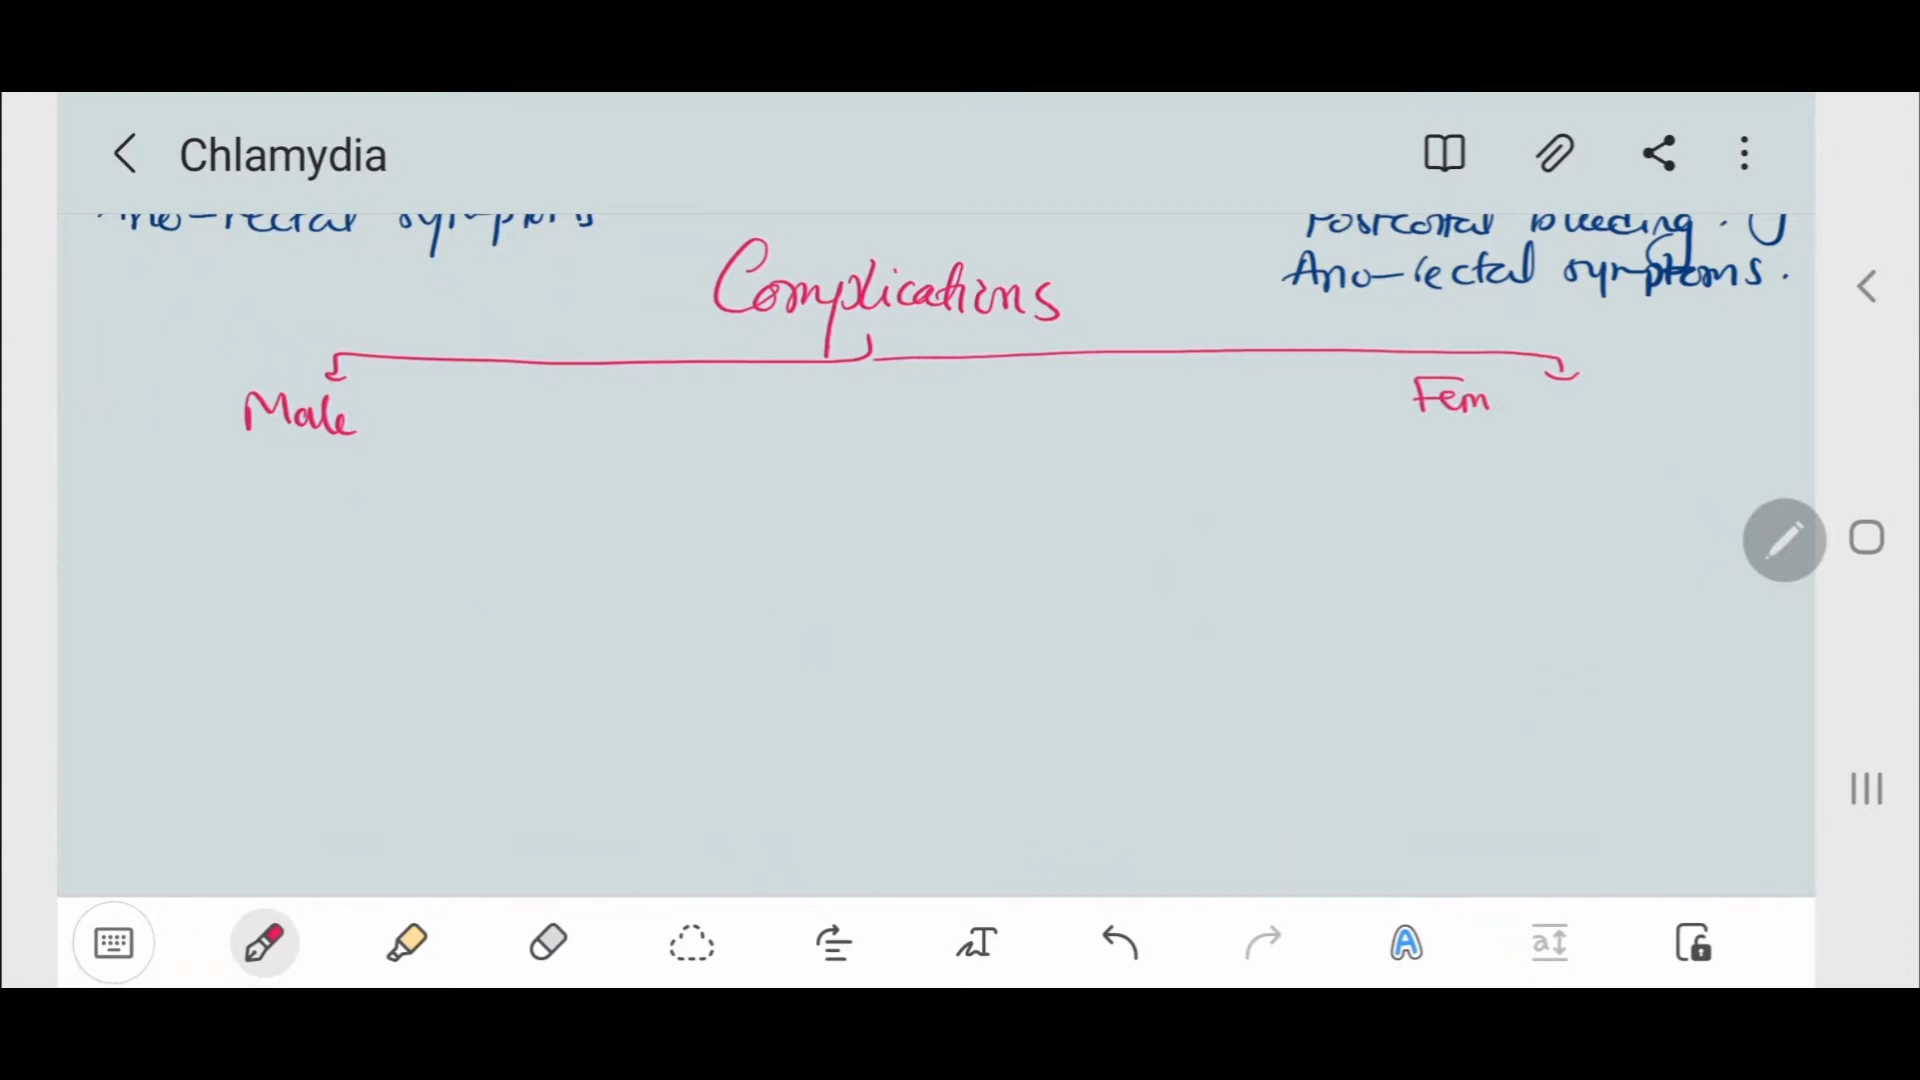 Chlamydia
Ano-rectal symptoms
Postcoital bleeding.
Ano-rectal symptoms.
Complications
Male
Fem